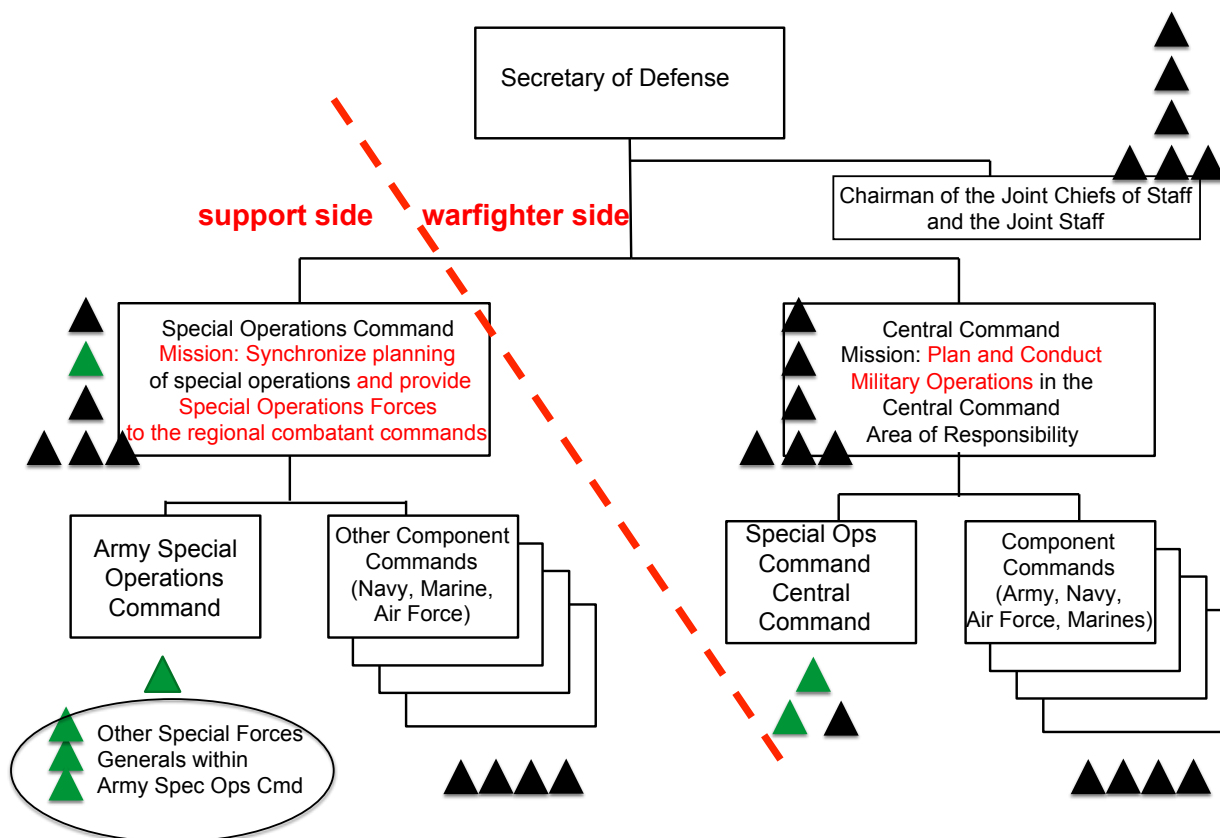 Secretary of Defense
Chairman of the Joint Chiefs of Staff
and the Joint Staff
support side
warfighter side
Special Operations Command
Mission: Synchronize planning
of special operations and provide
Special Operations Forces
to the regional combatant commands
Central Command
Mission: Plan and Conduct
Military Operations in the
Central Command
Area of Responsibility
Army Special
Operations
Command
Other Component
Commands
(Navy, Marine,
Air Force)
Special Ops
Command
Central
Command
Component
Commands
(Army, Navy,
Air Force, Marines)
Other Special Forces
Generals within
Army Spec Ops Cmd